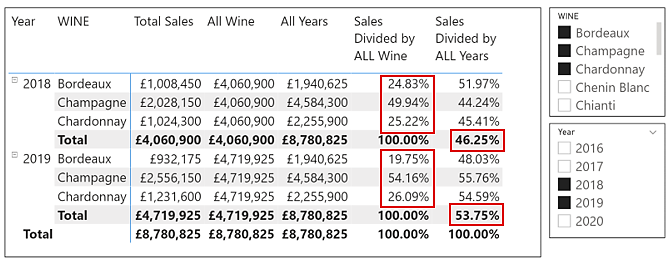 Year WINE Total Sales All Wine All Years Sales Divided by ALL Wine Sales Divided by ALL Years
2018 Bordeaux £1,008,450 £4,060,900 £1,940,625 24.83% 51.97%
Champagne £2,028,150 £4,060,900 £4,584,300 49.94% 44.24%
Chardonnay £1,024,300 £4,060,900 £2,255,900 25.22% 45.41%
Total £4,060,900 £4,060,900 £8,780,825 100.00% 46.25%
2019 Bordeaux £932,175 £4,719,925 £1,940,625 19.75% 48.03%
Champagne £2,556,150 £4,719,925 £4,584,300 54.16% 55.76%
Chardonnay £1,231,600 £4,719,925 £2,255,900 26.09% 54.59%
Total £4,719,925 £4,719,925 £8,780,825 100.00% 53.75%
Total £8,780,825 £8,780,825 £8,780,825 100.00% 100.00%
WINE
Bordeaux
Champagne
Chardonnay
Chenin Blanc
Chianti
Year
2016
2017
2018
2019
2020